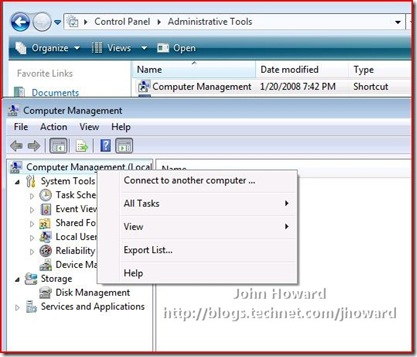 Control Panel ▸ Administrative Tools
Organize Views Open
Favorite Links
Name Date modified Type
Documents
Computer Management 1/20/2008 7:42 PM Shortcut
Computer Management
File Action View Help
Computer Management (Local
Name
System Tools
Task Sche
Event View
Shared Fo
Local User
Reliability
Device Ma
Storage
Disk Management
Services and Applications
Connect to another computer ...
All Tasks
View
Export List...
Help
John Howard
http://blogs.technet.com/jhoward